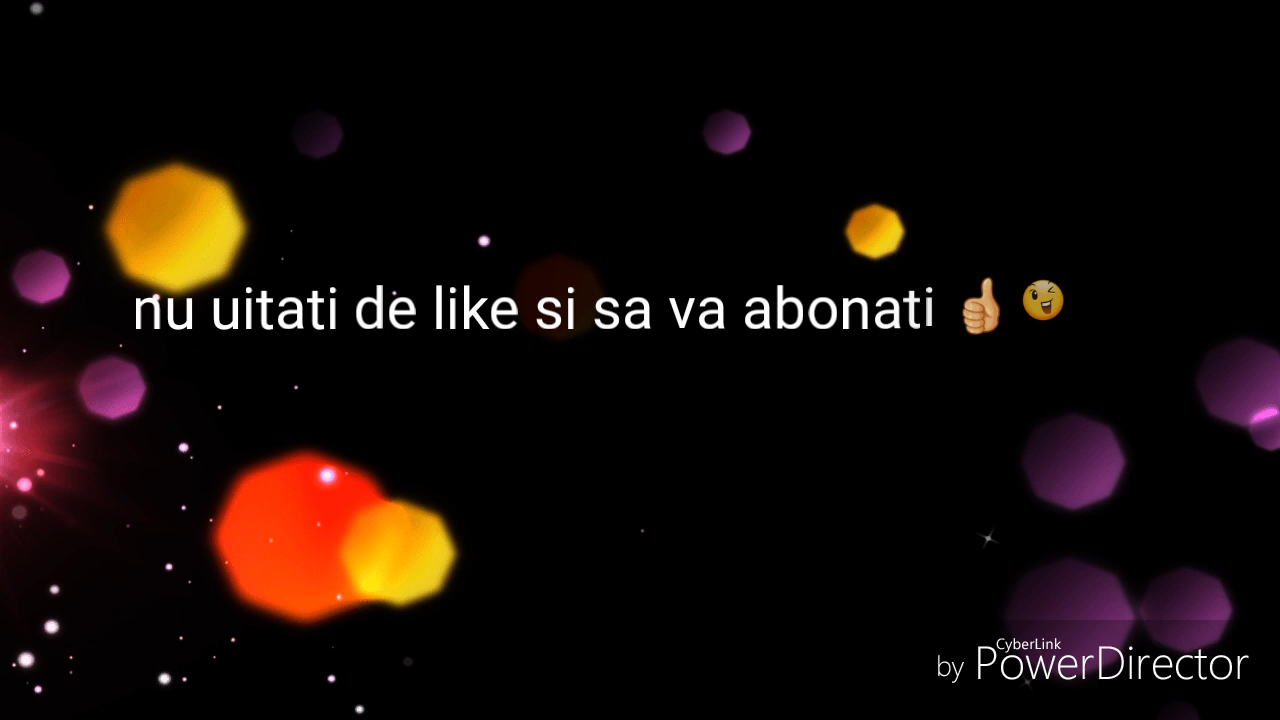 nu uitati de like si sa va abonati 👍😉
CyberLink
by PowerDirector